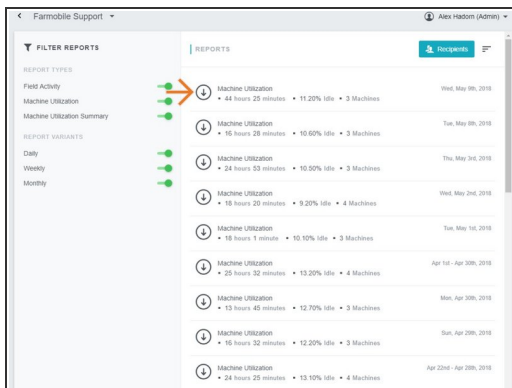 Farmobile Support
Alex Hadorn (Admin)
FILTER REPORTS
REPORT TYPES
Field Activity
Machine Utilization
Machine Utilization Summary
REPORT VARIANTS
Daily
Weekly
Monthly
REPORTS
Recipients
Machine Utilization
Wed, May 9th, 2018
• 44 hours 25 minutes • 11.20% Idle • 3 Machines
Machine Utilization
Tue, May 8th, 2018
• 16 hours 28 minutes • 10.60% Idle • 3 Machines
Machine Utilization
Thu, May 3rd, 2018
• 24 hours 53 minutes • 10.50% Idle • 3 Machines
Machine Utilization
Wed, May 2nd, 2018
• 18 hours 20 minutes • 9.20% Idle • 4 Machines
Machine Utilization
Tue, May 1st, 2018
• 18 hours 1 minute • 10.10% Idle • 3 Machines
Machine Utilization
Apr 1st - Apr 30th, 2018
• 25 hours 32 minutes • 13.20% Idle • 4 Machines
Machine Utilization
Mon, Apr 30th, 2018
• 13 hours 45 minutes • 12.70% Idle • 3 Machines
Machine Utilization
Sun, Apr 29th, 2018
• 16 hours 32 minutes • 12.20% Idle • 3 Machines
Machine Utilization
Apr 22nd - Apr 28th, 2018
• 24 hours 25 minutes • 13.10% Idle • 4 Machines